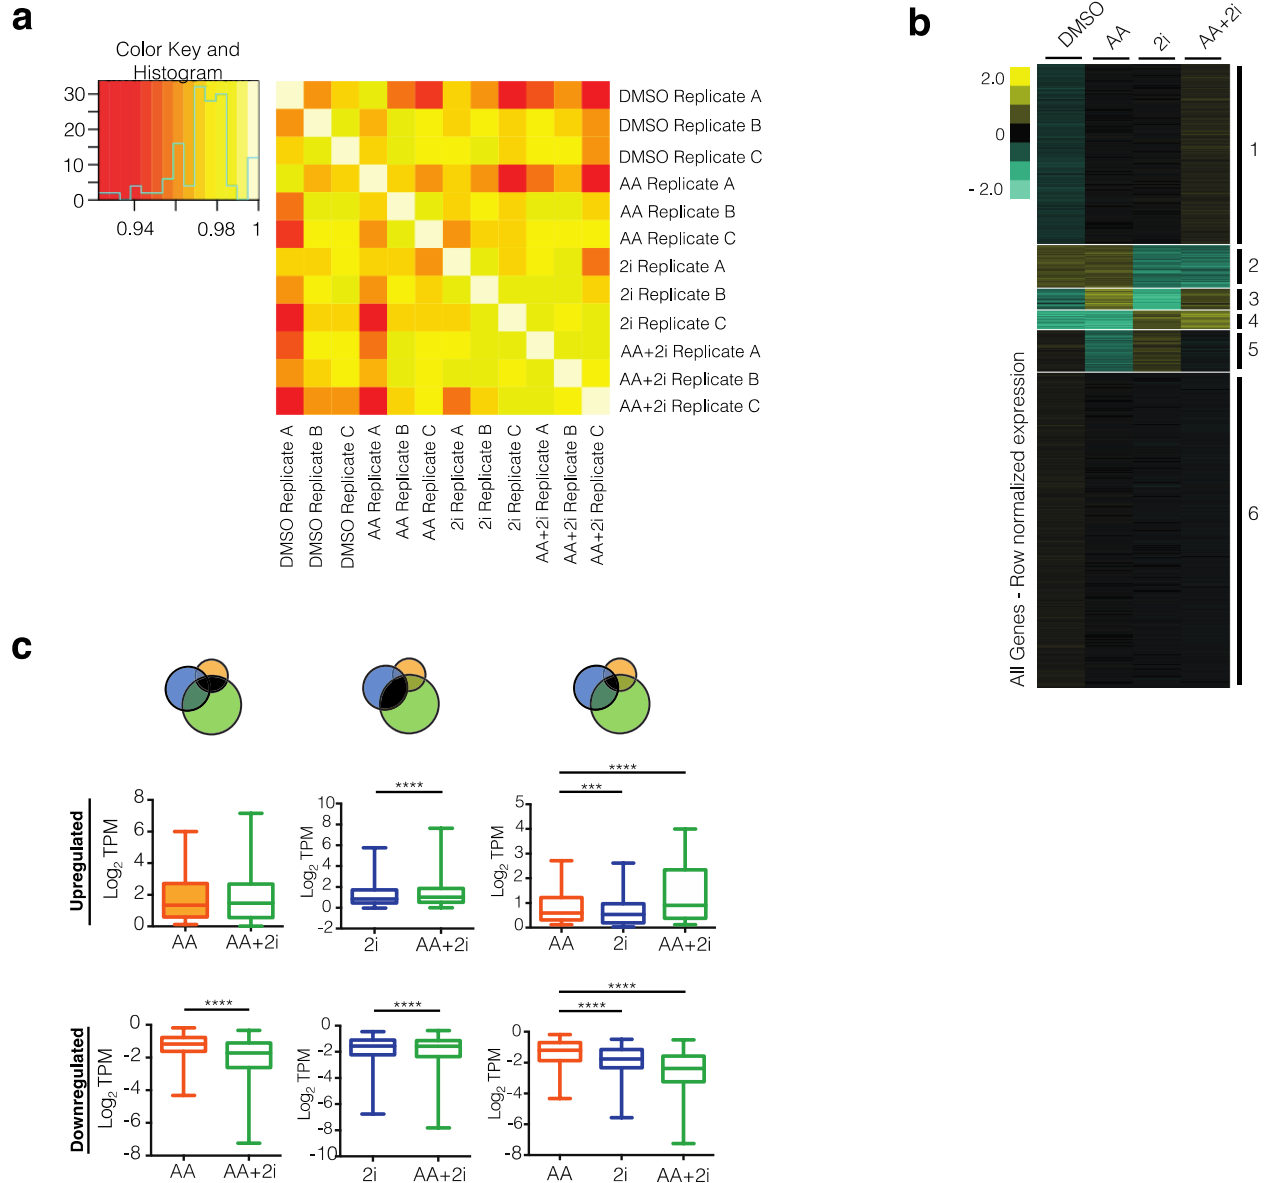 a
Color Key and
Histogram
30
20
10
0
0.94
0.98
1
DMSO Replicate A
DMSO Replicate B
DMSO Replicate C
AA Replicate A
AA Replicate B
AA Replicate C
2i Replicate A
2i Replicate B
2i Replicate C
AA+2i Replicate A
AA+2i Replicate B
AA+2i Replicate C
DMSO Replicate A
DMSO Replicate B
DMSO Replicate C
AA Replicate A
AA Replicate B
AA Replicate C
2i Replicate A
2i Replicate B
2i Replicate C
AA+2i Replicate A
AA+2i Replicate B
AA+2i Replicate C
b
DMSO
AA
2i
AA+2i
2.0
0
- 2.0
All Genes - Row normalized expression
1
2
3
4
5
6
c
Upregulated
Log2 TPM
8
6
4
2
0
AA
AA+2i
Log2 TPM
10
8
6
4
2
0
-2
****
2i
AA+2i
Log2 TPM
5
4
3
2
1
0
****
***
AA
2i
AA+2i
Downregulated
Log2 TPM
0
-2
-4
-6
-8
****
AA
AA+2i
Log2 TPM
0
-2
-4
-6
-8
-10
****
2i
AA+2i
Log2 TPM
0
-2
-4
-6
-8
****
****
AA
2i
AA+2i